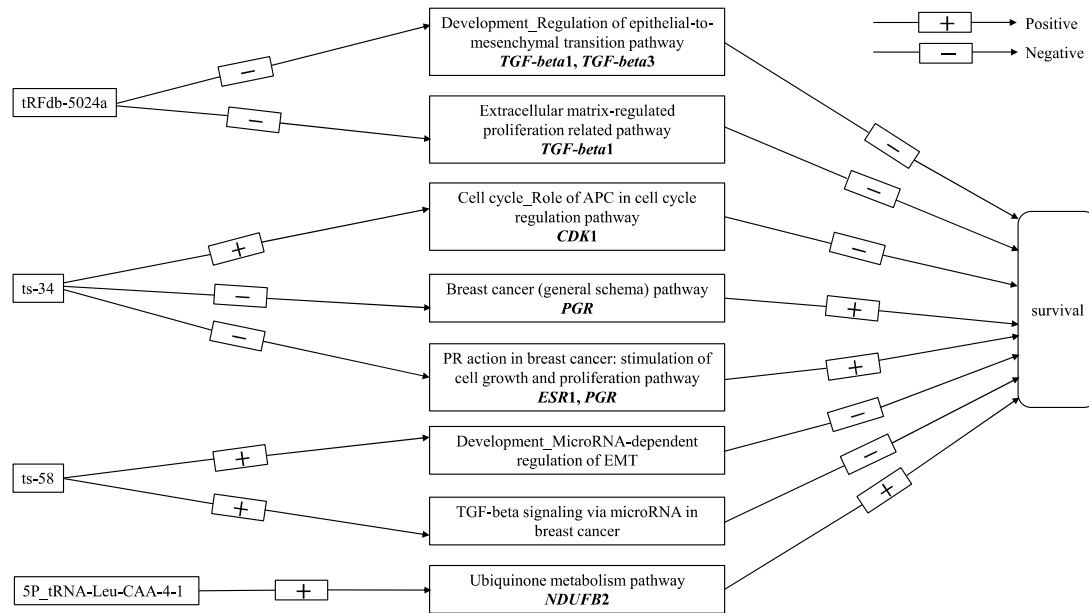 Development_Regulation of epithelial-to-
mesenchymal transition pathway
TGF-beta1, TGF-beta3
+
Positive
−
Negative
−
tRFdb-5024a
−
Extracellular matrix-regulated
proliferation related pathway
TGF-beta1
−
−
Cell cycle_Role of APC in cell cycle
regulation pathway
CDK1
+
−
ts-34
−
Breast cancer (general schema) pathway
PGR
+
survival
−
PR action in breast cancer: stimulation of
cell growth and proliferation pathway
ESR1, PGR
+
Development_MicroRNA-dependent
regulation of EMT
+
−
ts-58
+
TGF-beta signaling via microRNA in
breast cancer
−
+
5P_tRNA-Leu-CAA-4-1
+
Ubiquinone metabolism pathway
NDUFB2